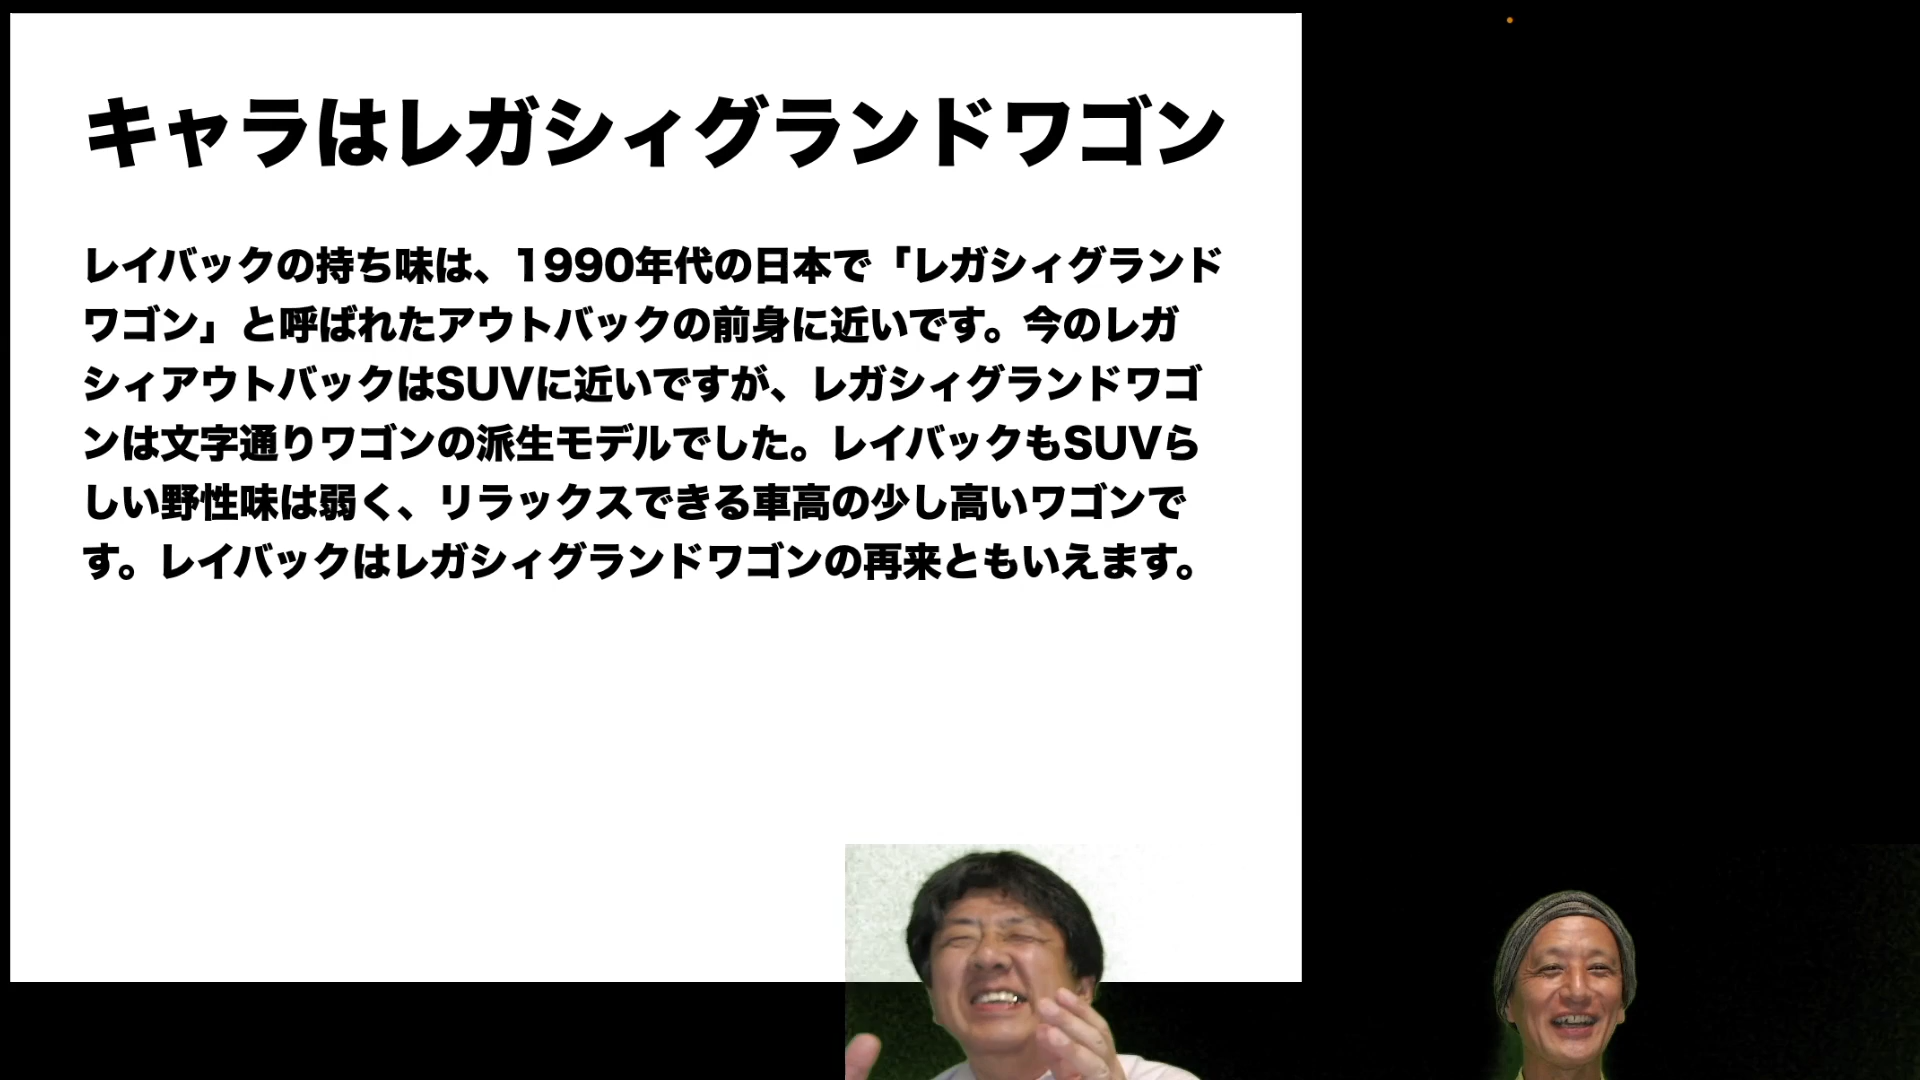 キャラはレガシィグランドワゴン
レイバックの持ち味は、1990年代の日本で「レガシィグランド
ワゴン」と呼ばれたアウトバックの前身に近いです。今のレガ
シィアウトバックはSUVに近いですが、レガシィグランドワゴ
ンは文字通りワゴンの派生モデルでした。レイバックもSUVら
しい野性味は弱く、リラックスできる車高の少し高いワゴンで
す。レイバックはレガシィグランドワゴンの再来ともいえます。